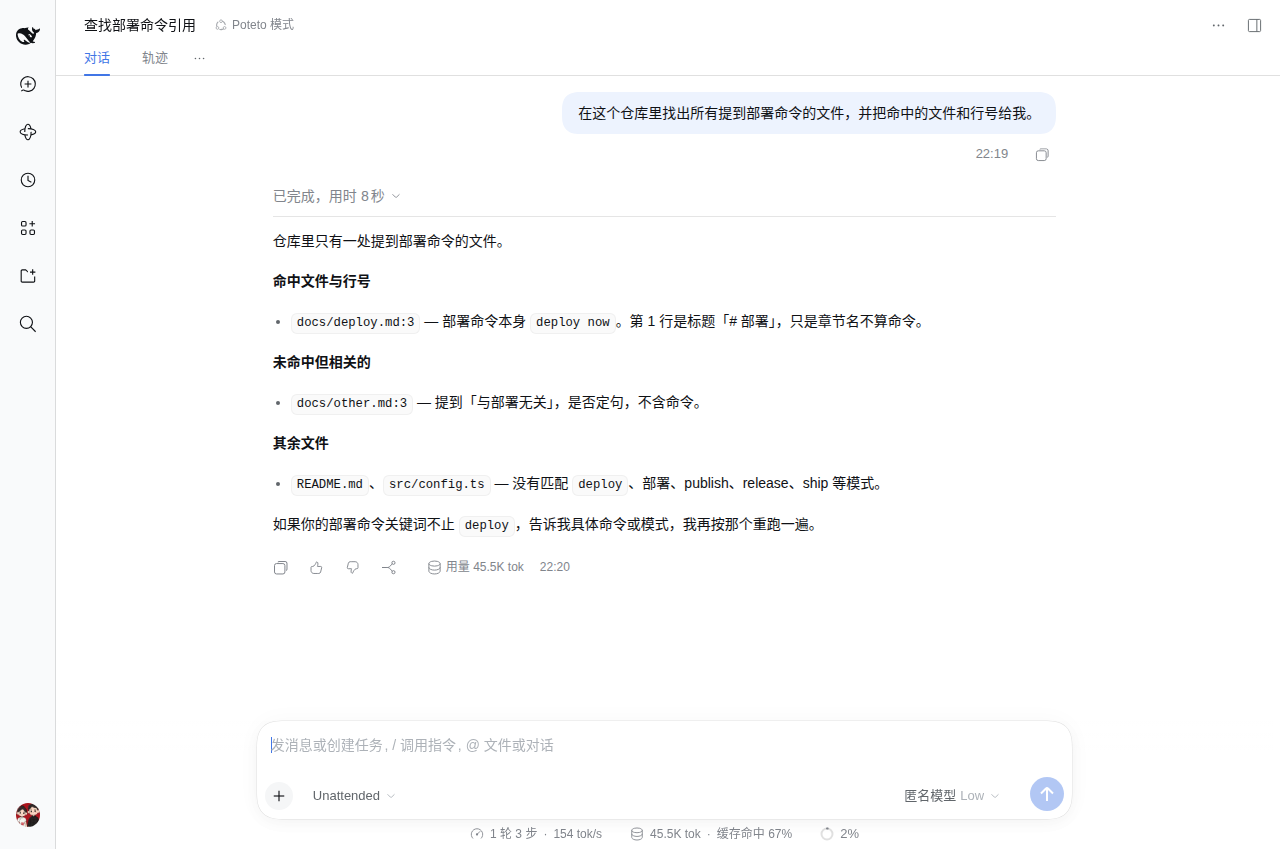 查找部署命令引用 Poteto 模式
对话 轨迹
在这个仓库里找出所有提到部署命令的文件，并把命中的文件和行号给我。
22:19
已完成，用时 8秒
仓库里只有一处提到部署命令的文件。
命中文件与行号
docs/deploy.md:3 — 部署命令本身 deploy now。第 1 行是标题「# 部署」，只是章节名不算命令。
未命中但相关的
docs/other.md:3 — 提到「与部署无关」，是否定句，不含命令。
其余文件
README.md、src/config.ts — 没有匹配 deploy、部署、publish、release、ship 等模式。
如果你的部署命令关键词不止 deploy，告诉我具体命令或模式，我再按那个重跑一遍。
用量 45.5K tok 22:20
发消息或创建任务, / 调用指令, @ 文件或对话
Unattended 匿名模型 Low
1 轮 3 步 · 154 tok/s 45.5K tok · 缓存命中 67% 2%